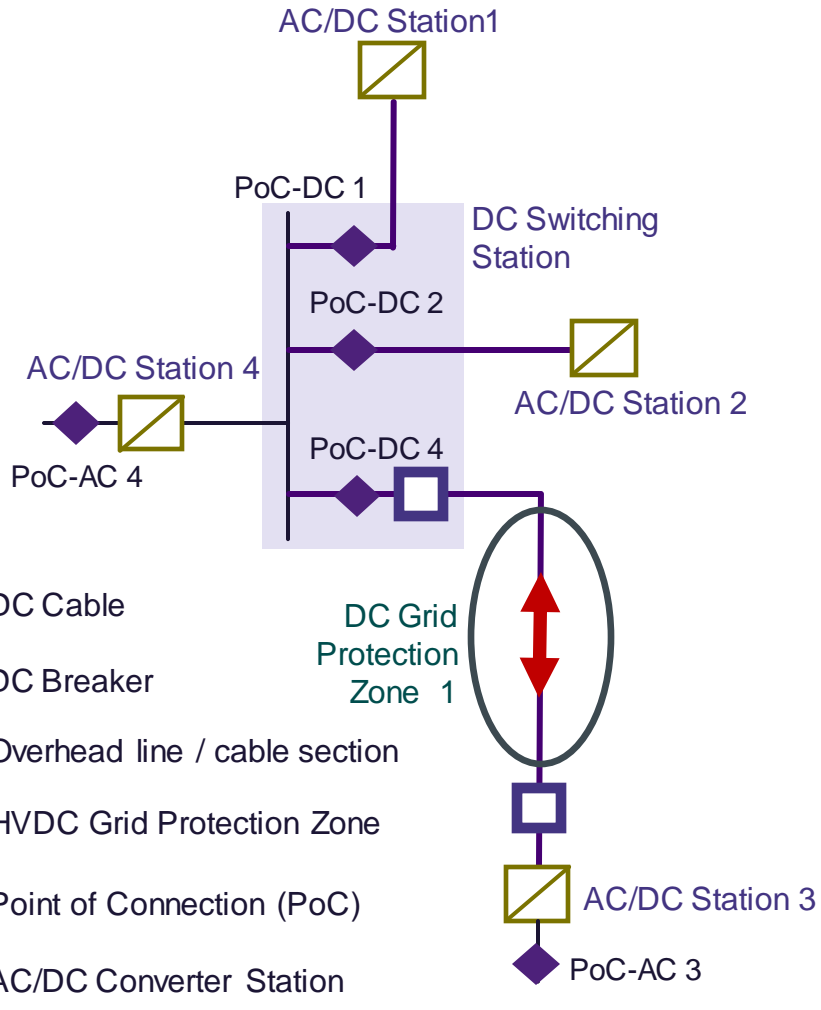 AC/DC Station1
PoC-DC 1
DC Switching
Station
PoC-DC 2
AC/DC Station 4
AC/DC Station 2
PoC-DC 4
PoC-AC 4
DC Cable
DC Grid
Protection
Zone 1
DC Breaker
Overhead line / cable section
HVDC Grid Protection Zone
Point of Connection (PoC)
AC/DC Station 3
PoC-AC 3
AC/DC Converter Station